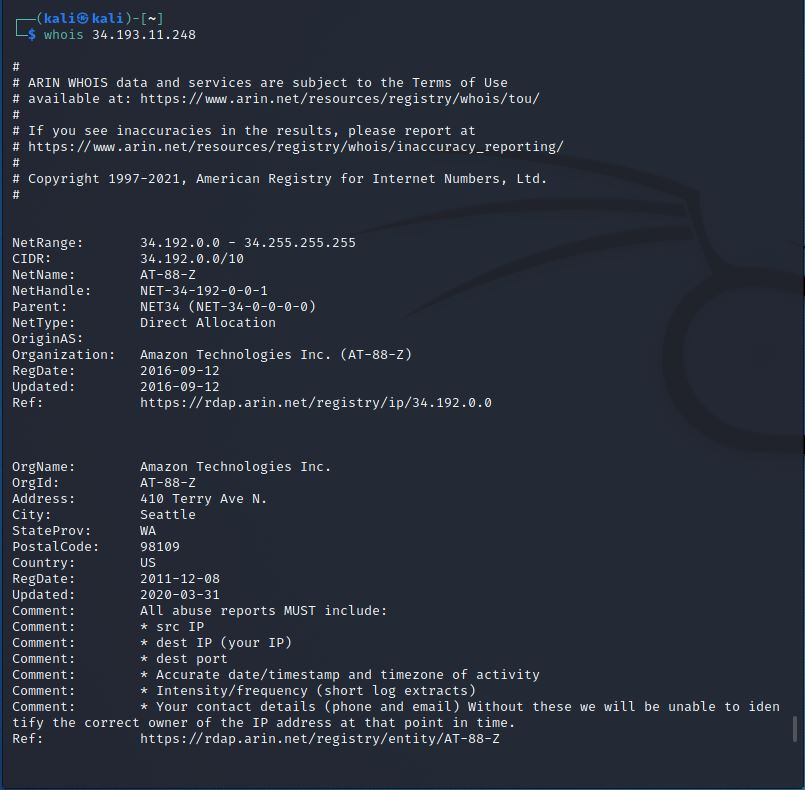 ┌──(kali㉿kali)-[~]
└─$ whois 34.193.11.248
#
# ARIN WHOIS data and services are subject to the Terms of Use
# available at: https://www.arin.net/resources/registry/whois/tou/
#
# If you see inaccuracies in the results, please report at
# https://www.arin.net/resources/registry/whois/inaccuracy_reporting/
#
# Copyright 1997-2021, American Registry for Internet Numbers, Ltd.
#
NetRange:       34.192.0.0 - 34.255.255.255
CIDR:           34.192.0.0/10
NetName:        AT-88-Z
NetHandle:      NET-34-192-0-0-1
Parent:         NET34 (NET-34-0-0-0-0)
NetType:        Direct Allocation
OriginAS:
Organization:   Amazon Technologies Inc. (AT-88-Z)
RegDate:        2016-09-12
Updated:        2016-09-12
Ref:            https://rdap.arin.net/registry/ip/34.192.0.0
OrgName:        Amazon Technologies Inc.
OrgId:          AT-88-Z
Address:        410 Terry Ave N.
City:           Seattle
StateProv:      WA
PostalCode:     98109
Country:        US
RegDate:        2011-12-08
Updated:        2020-03-31
Comment:        All abuse reports MUST include:
Comment:        * src IP
Comment:        * dest IP (your IP)
Comment:        * dest port
Comment:        * Accurate date/timestamp and timezone of activity
Comment:        * Intensity/frequency (short log extracts)
Comment:        * Your contact details (phone and email) Without these we will be unable to iden
tify the correct owner of the IP address at that point in time.
Ref:            https://rdap.arin.net/registry/entity/AT-88-Z